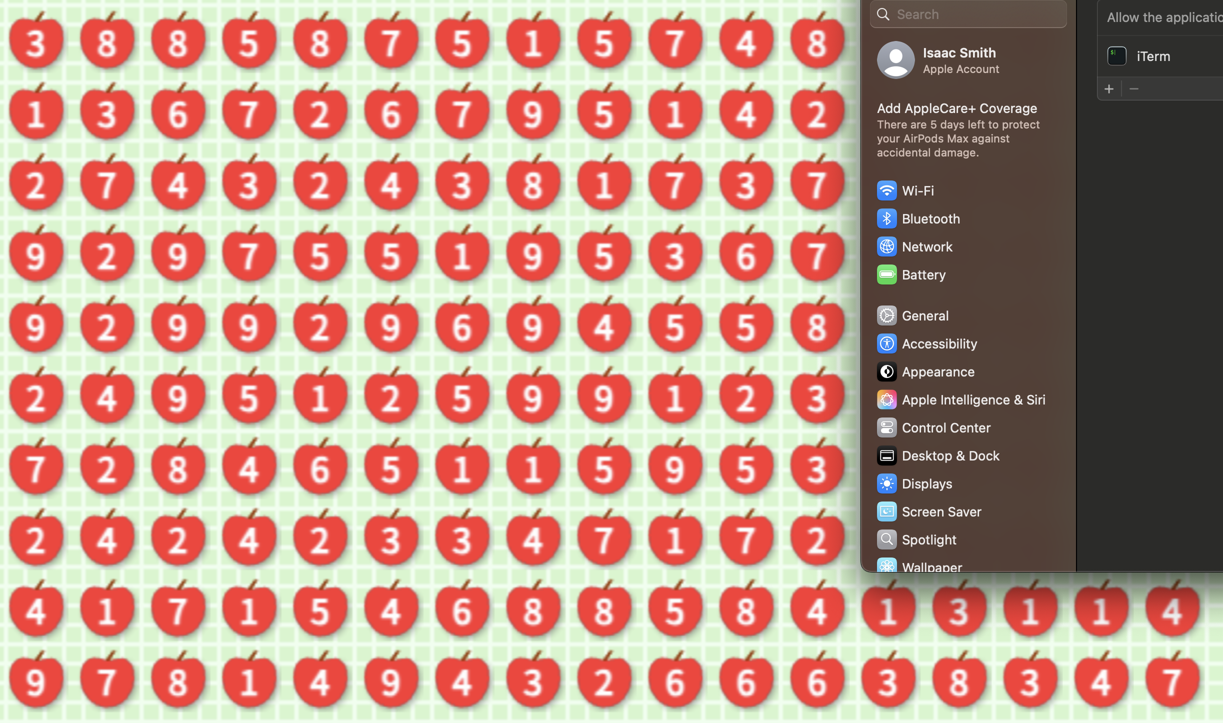 3 8 8 5 8 7 5 1 5 7 4 8
1 3 6 7 2 6 7 9 5 1 4 2
2 7 4 3 2 4 3 8 1 7 3 7
9 2 9 7 5 5 1 9 5 3 6 7
9 2 9 9 2 9 6 9 4 5 5 8
2 4 9 5 1 2 5 9 9 1 2 3
7 2 8 4 6 5 1 1 5 9 5 3
2 4 2 4 2 3 3 4 7 1 7 2
4 1 7 1 5 4 6 8 8 5 8 4 1 3 1 1 4
9 7 8 1 4 9 4 3 2 6 6 6 3 8 3 4 7
Search
Isaac Smith
Apple Account
Add AppleCare+ Coverage
There are 5 days left to protect
your AirPods Max against
accidental damage.
Wi-Fi
Bluetooth
Network
Battery
General
Accessibility
Appearance
Apple Intelligence & Siri
Control Center
Desktop & Dock
Displays
Screen Saver
Spotlight
Wallpaper
Allow the
iTerm